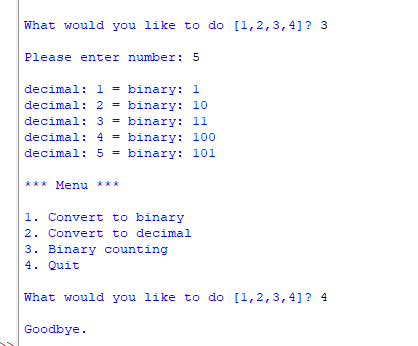 What would you like to do [1,2,3,4]? 3
Please enter number: 5
decimal: 1 = binary: 1
decimal: 2 = binary: 10
decimal: 3 = binary: 11
decimal: 4 = binary: 100
decimal: 5 = binary: 101
*** Menu ***
1. Convert to binary
2. Convert to decimal
3. Binary counting
4. Quit
What would you like to do [1,2,3,4]? 4
Goodbye.
>>